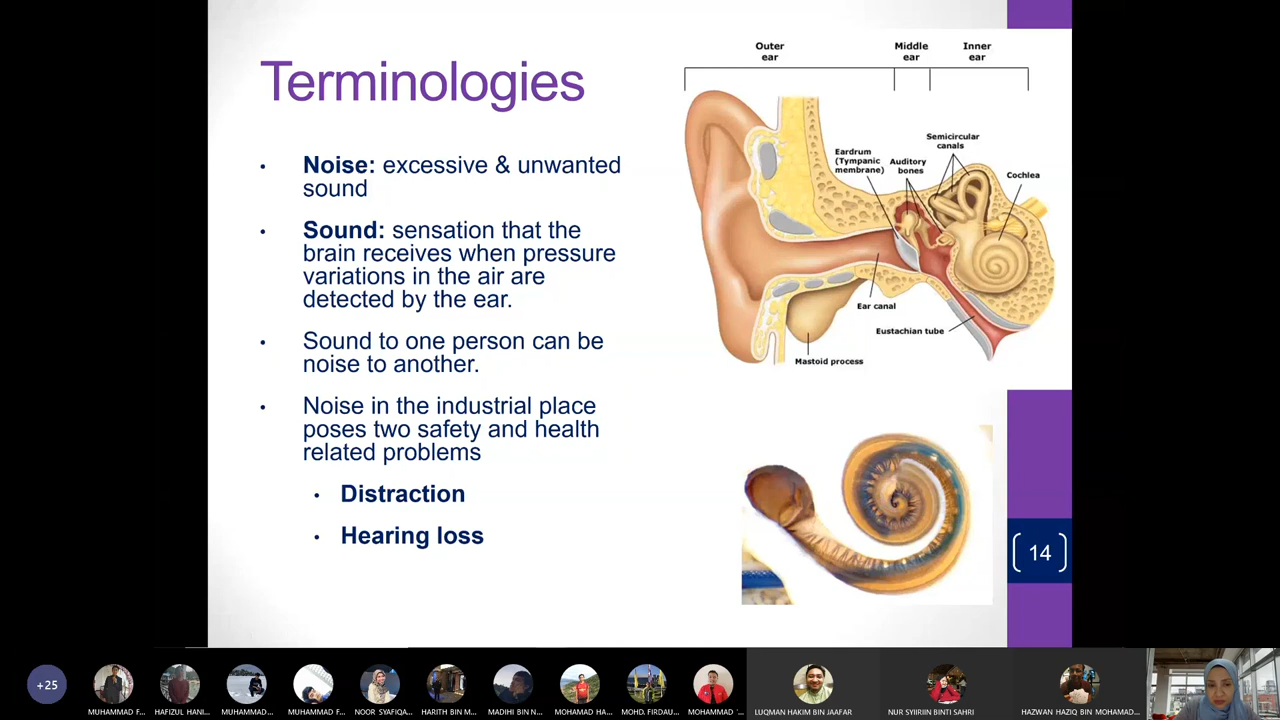 Terminologies
• Noise: excessive & unwanted
sound
• Sound: sensation that the
brain receives when pressure
variations in the air are
detected by the ear.
• Sound to one person can be
noise to another.
• Noise in the industrial place
poses two safety and health
related problems
• Distraction
• Hearing loss
Outer
ear
Middle
ear
Inner
ear
Semicircular
canals
Eardrum
(Tympanic
membrane)
Auditory
bones
Cochlea
Ear canal
Eustachian tube
Mastoid process
14
+25
MUHAMMAD F...
HAFIZUL HANI...
MUHAMMAD...
MUHAMMAD F...
NOOR SYAFIQA...
HARITH BIN M...
MADIHI BIN N...
MOHAMAD HA...
MOHD. FIRDAU...
MOHAMMAD
LUQMAN HAKIM BIN JAAFAR
NUR SYIIRIIN BINTI SAHRI
HAZWAN HAZIQ BIN MOHAMAD...